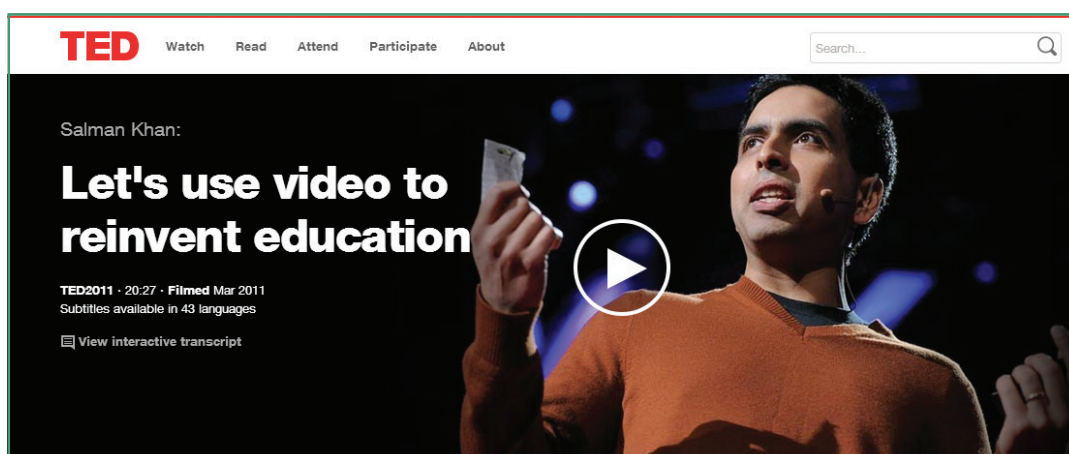 TED Watch Read Attend Participate About Search...
Salman Khan:
Let's use video to
reinvent education
TED2011 · 20:27 · Filmed Mar 2011
Subtitles available in 43 languages
View interactive transcript